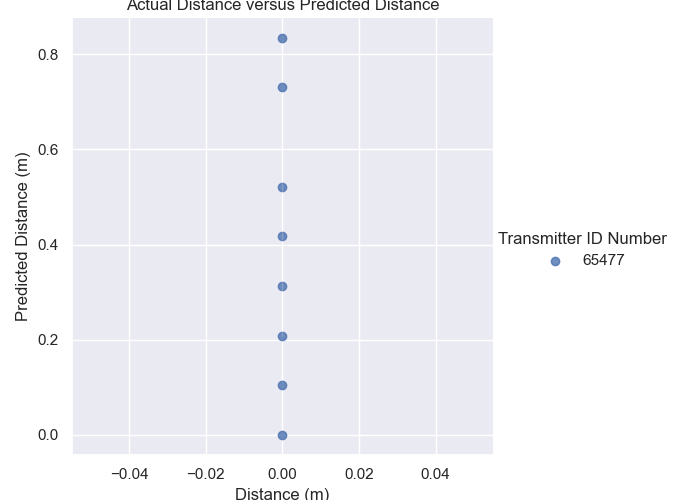 Actual Distance versus Predicted Distance
0.8
0.6
0.4
0.2
0.0
Predicted Distance (m)
−0.04
−0.02
0.00
0.02
0.04
Distance (m)
Transmitter ID Number
65477